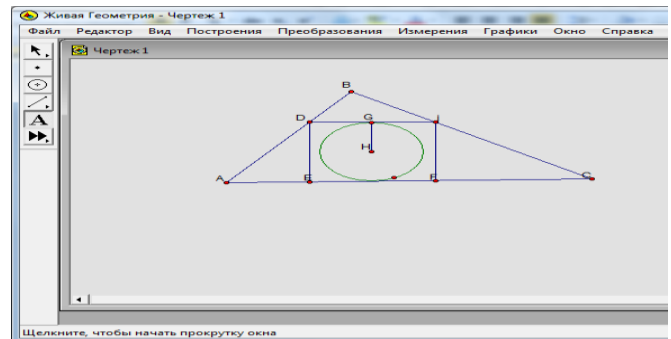 Живая Геометрия - Чертеж 1
Файл Редактор Вид Построения Преобразования Измерения Графики Окно Справка
Чертеж 1
A
B
D G I
H
A E F C
Щелкните, чтобы начать прокрутку окна